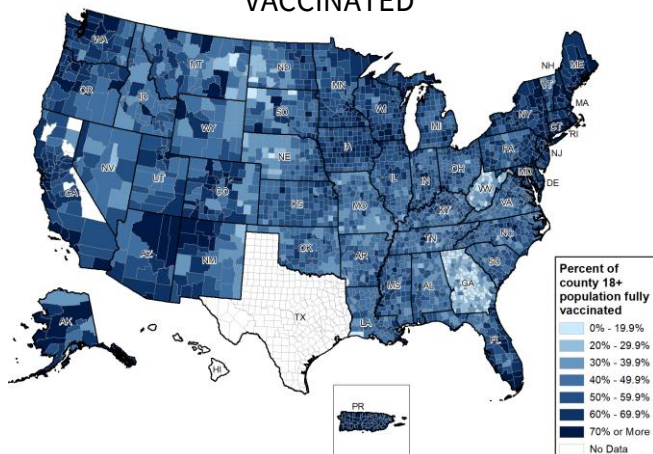 VACCINATED
WA
MT
ND
MN
ME
NH
VT
OR
ID
SD
WI
NY
MA
WY
MI
CT
RI
IA
PA
NJ
NV
NE
OH
UT
IL
IN
MD
DE
CA
CO
WV
VA
KS
MO
KY
NC
TN
AZ
OK
NM
AR
SC
MS
AL
GA
TX
LA
FL
AK
HI
PR
Percent of
county 18+
population fully
vaccinated
0% - 19.9%
20% - 29.9%
30% - 39.9%
40% - 49.9%
50% - 59.9%
60% - 69.9%
70% or More
No Data